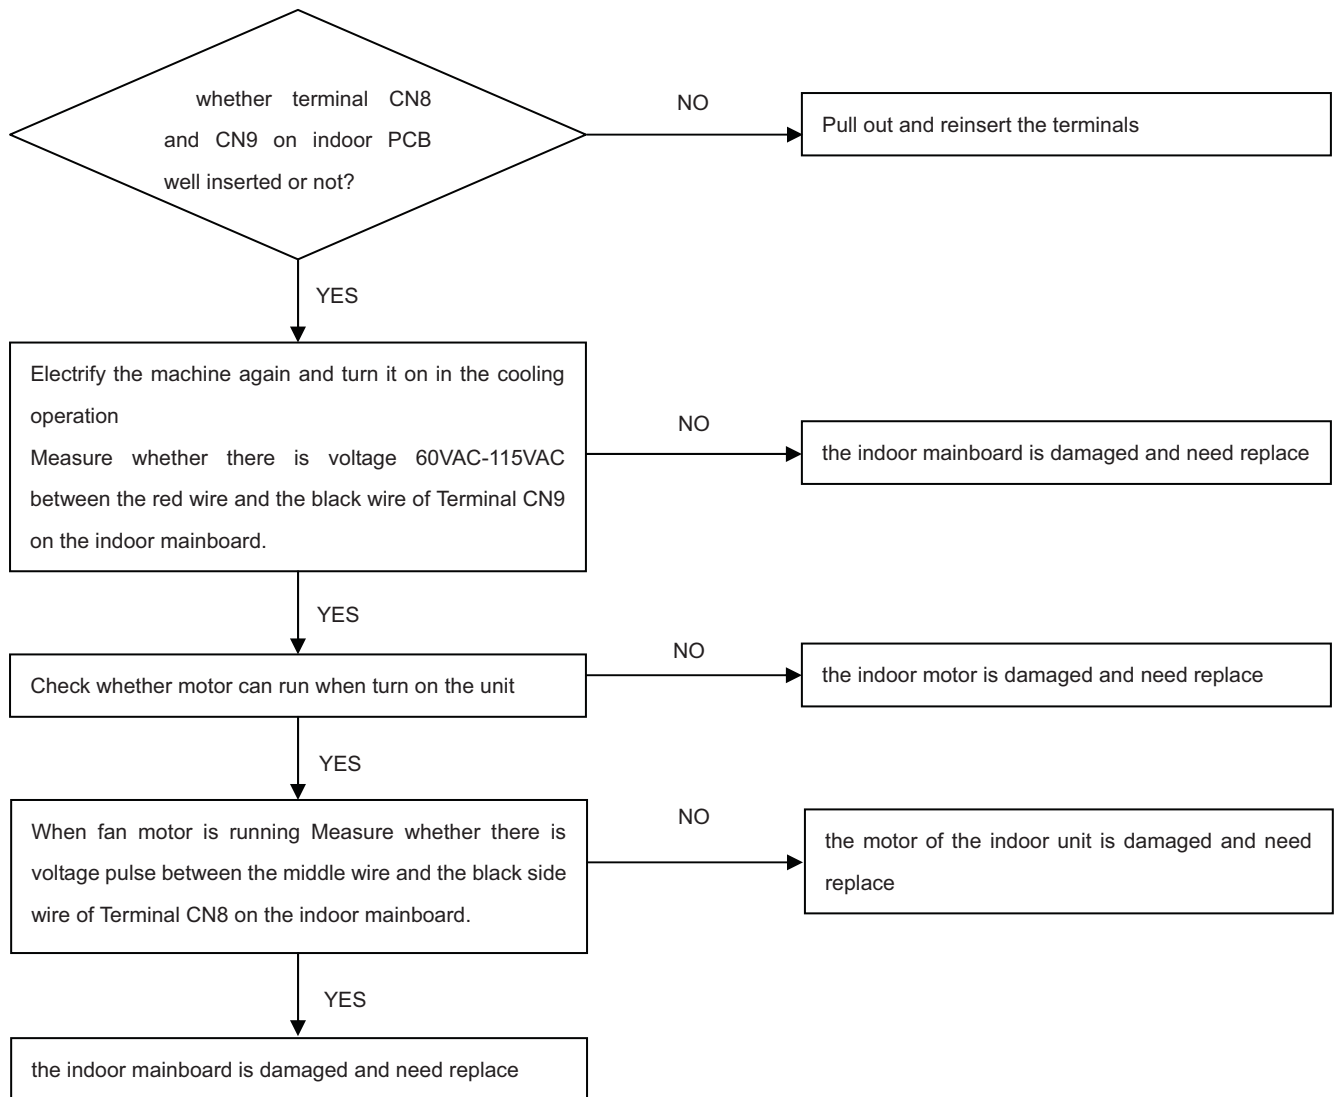 whether terminal CN8
and CN9 on indoor PCB
well inserted or not?
NO
Pull out and reinsert the terminals
YES
Electrify the machine again and turn it on in the cooling
operation
Measure whether there is voltage 60VAC-115VAC
between the red wire and the black wire of Terminal CN9
on the indoor mainboard.
NO
the indoor mainboard is damaged and need replace
YES
Check whether motor can run when turn on the unit
NO
the indoor motor is damaged and need replace
YES
When fan motor is running Measure whether there is
voltage pulse between the middle wire and the black side
wire of Terminal CN8 on the indoor mainboard.
NO
the motor of the indoor unit is damaged and need
replace
YES
the indoor mainboard is damaged and need replace